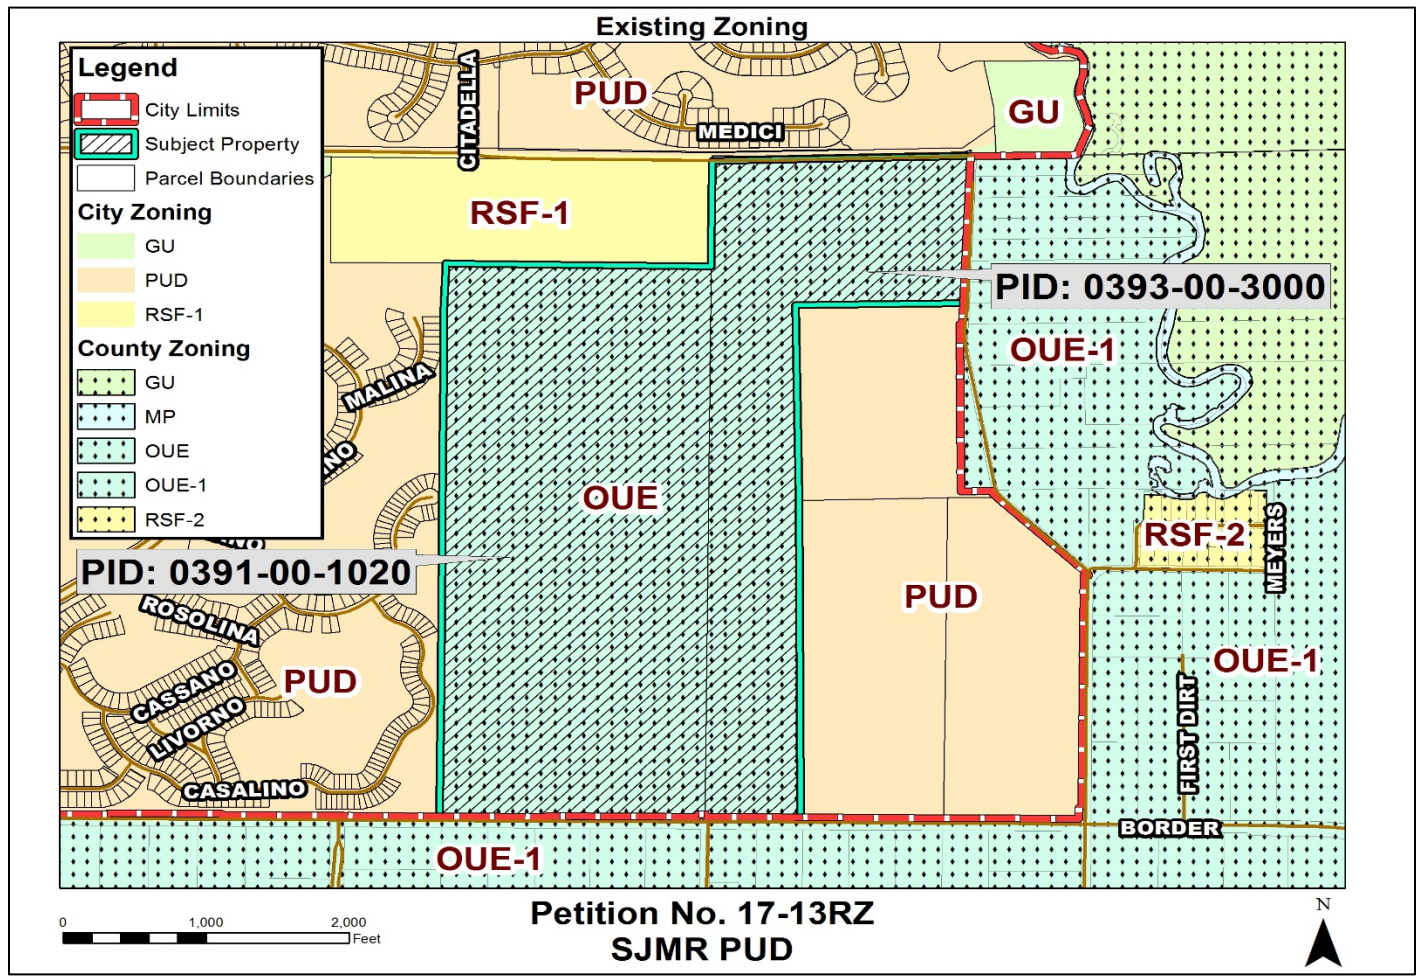 Existing Zoning
Legend
City Limits
Subject Property
Parcel Boundaries
City Zoning
GU
PUD
RSF-1
County Zoning
GU
MP
OUE
OUE-1
RSF-2
CITADELLA
PUD
MEDICI
GU
RSF-1
PID: 0393-00-3000
OUE-1
MALINA
NO
OUE
NO
PID: 0391-00-1020
RSF-2
MEYERS
PUD
ROSOLINA
CASSANO
PUD
LIVORNO
OUE-1
FIRST DIRT
CASALINO
BORDER
OUE-1
0 1,000 2,000
Feet
Petition No. 17-13RZ
SJMR PUD
N